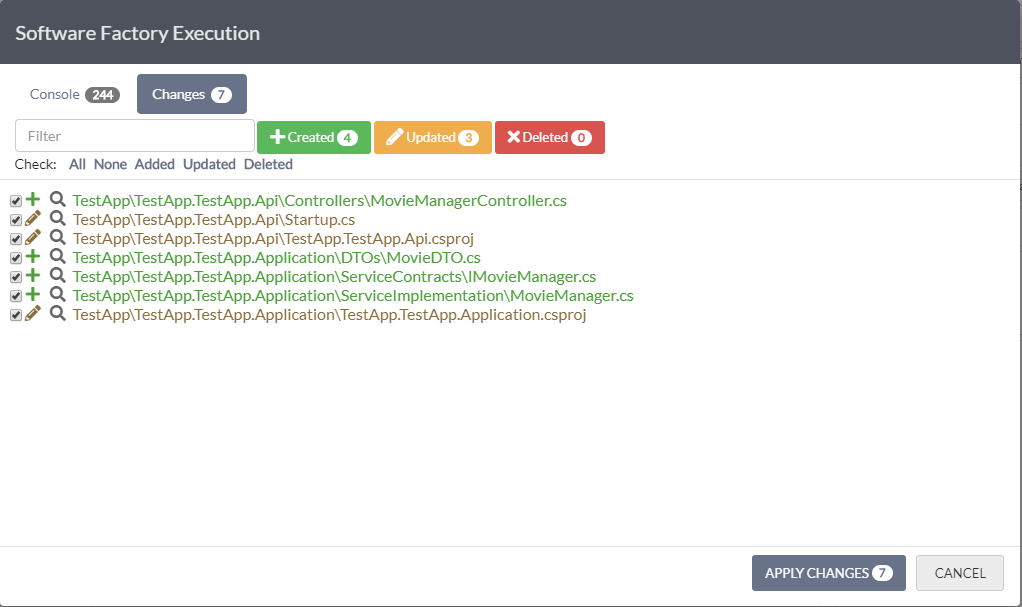 Software Factory Execution
Console 244 Changes 7
Filter Created 4 Updated 3 Deleted 0
Check: All None Added Updated Deleted
TestApp\TestApp.TestApp.Api\Controllers\MovieManagerController.cs
TestApp\TestApp.TestApp.Api\Startup.cs
TestApp\TestApp.TestApp.Api\TestApp.TestApp.Api.csproj
TestApp\TestApp.TestApp.Application\DTOs\MovieDTO.cs
TestApp\TestApp.TestApp.Application\ServiceContracts\IMovieManager.cs
TestApp\TestApp.TestApp.Application\ServiceImplementation\MovieManager.cs
TestApp\TestApp.TestApp.Application\TestApp.TestApp.Application.csproj
APPLY CHANGES 7 CANCEL